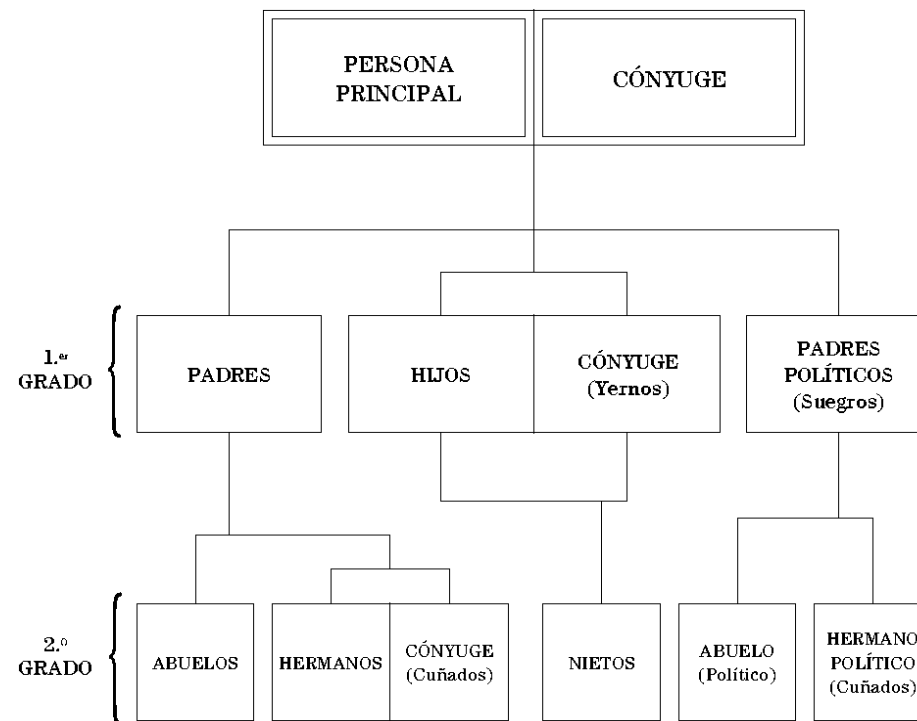 PERSONA
PRINCIPAL
CÓNYUGE
1.er
GRADO
PADRES
HIJOS
CÓNYUGE
(Yernos)
PADRES
POLÍTICOS
(Suegros)
2.o
GRADO
ABUELOS
HERMANOS
CÓNYUGE
(Cuñados)
NIETOS
ABUELO
(Político)
HERMANO
POLÍTICO
(Cuñados)